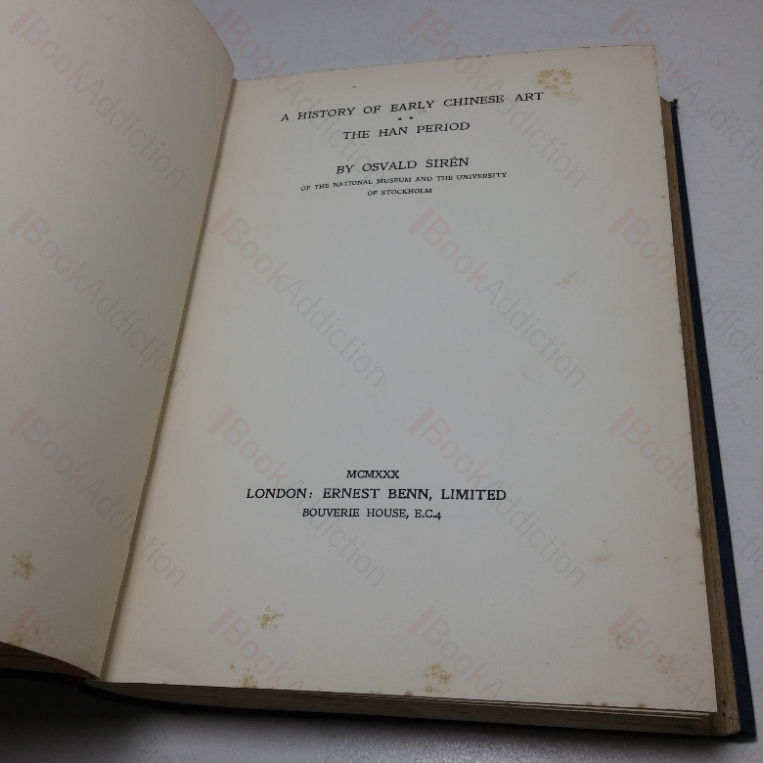 A HISTORY OF EARLY CHINESE ART
* *
THE HAN PERIOD
BY OSVALD SIRÉN
OF THE NATIONAL MUSEUM AND THE UNIVERSITY
OF STOCKHOLM
MCMXXX
LONDON: ERNEST BENN, LIMITED
BOUVERIE HOUSE, E.C.4
BookAddiction